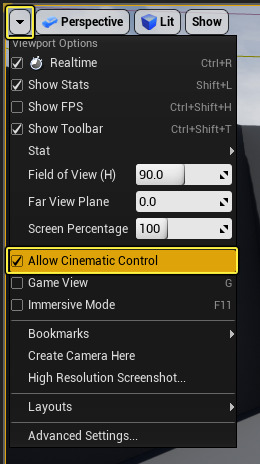 Perspective Lit Show
Viewport Options
Realtime Ctrl+R
Show Stats Shift+L
Show FPS Ctrl+Shift+H
Show Toolbar Ctrl+Shift+T
Stat
Field of View (H) 90.0
Far View Plane 0.0
Screen Percentage 100
Allow Cinematic Control
Game View G
Immersive Mode F11
Bookmarks
Create Camera Here
High Resolution Screenshot...
Layouts
Advanced Settings...